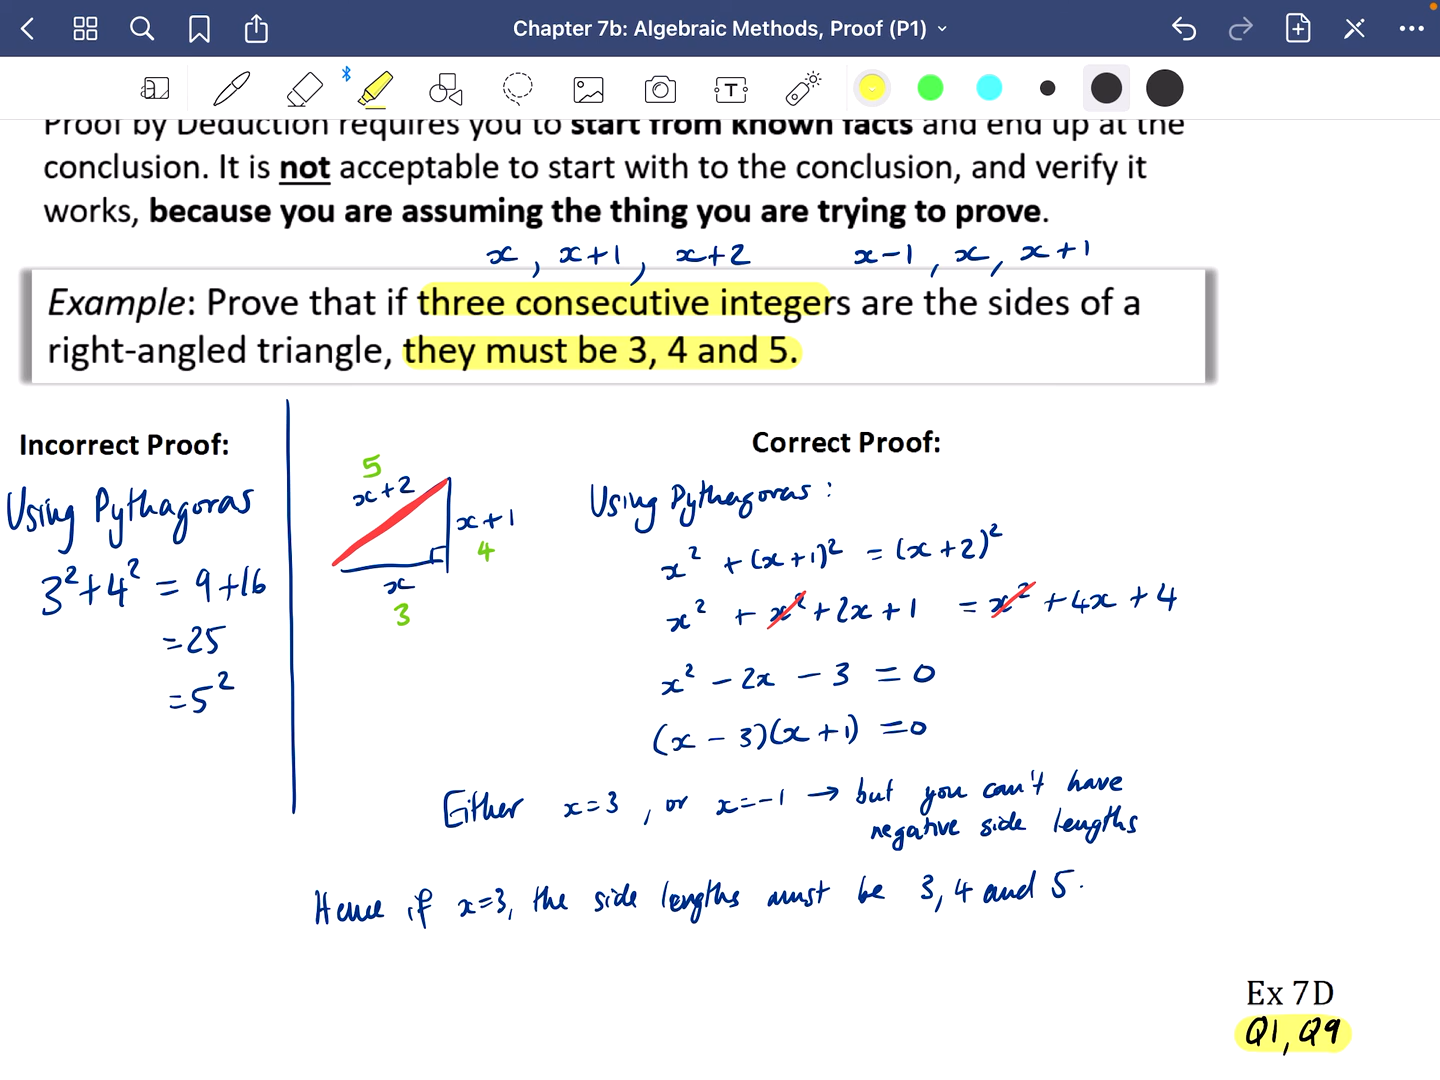 Chapter 7b: Algebraic Methods, Proof (P1)
Proof by Deduction requires you to start from known facts and end up at the
conclusion. It is not acceptable to start with to the conclusion, and verify it
works, because you are assuming the thing you are trying to prove.
x, x+1, x+2 x-1, x, x+1
Example: Prove that if three consecutive integers are the sides of a
right-angled triangle, they must be 3, 4 and 5.
Incorrect Proof:
Using Pythagoras
3² + 4² = 9 + 16
= 25
= 5²
5
x+2
x+1
4
x
3
Correct Proof:
Using Pythagoras:
x² + (x+1)² = (x+2)²
x² + x² + 2x + 1 = x² + 4x + 4
x² - 2x - 3 = 0
(x - 3)(x + 1) = 0
Either x=3, or x=-1 → but you can't have
negative side lengths
Hence if x=3, the side lengths must be 3, 4 and 5.
Ex 7D
Q1, Q9